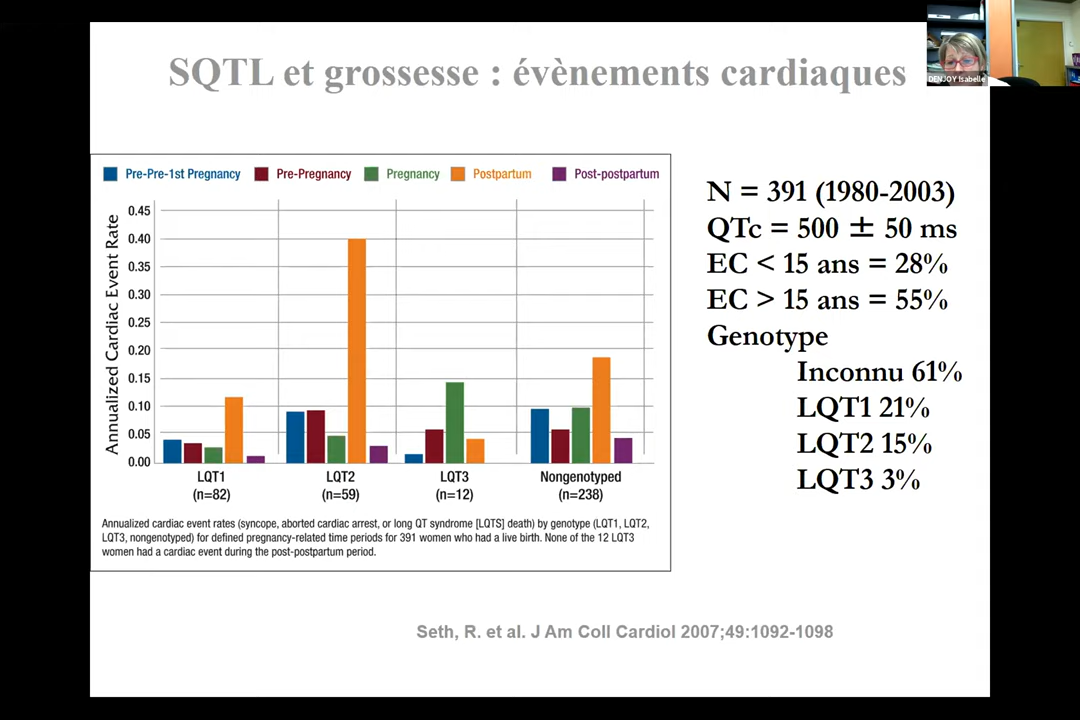 SQTL et grossesse : évènements cardiaques
DENJOY Isabelle
Pre-Pre-1st Pregnancy Pre-Pregnancy Pregnancy Postpartum Post-postpartum
Annualized Cardiac Event Rate
0.45
0.40
0.35
0.30
0.25
0.20
0.15
0.10
0.05
0.00
LQT1 LQT2 LQT3 Nongenotyped
(n=82) (n=59) (n=12) (n=238)
Annualized cardiac event rates (syncope, aborted cardiac arrest, or long QT syndrome [LQTS] death) by genotype (LQT1, LQT2,
LQT3, nongenotyped) for defined pregnancy-related time periods for 391 women who had a live birth. None of the 12 LQT3
women had a cardiac event during the post-postpartum period.
N = 391 (1980-2003)
QTc = 500 ± 50 ms
EC < 15 ans = 28%
EC > 15 ans = 55%
Genotype
Inconnu 61%
LQT1 21%
LQT2 15%
LQT3 3%
Seth, R. et al. J Am Coll Cardiol 2007;49:1092-1098